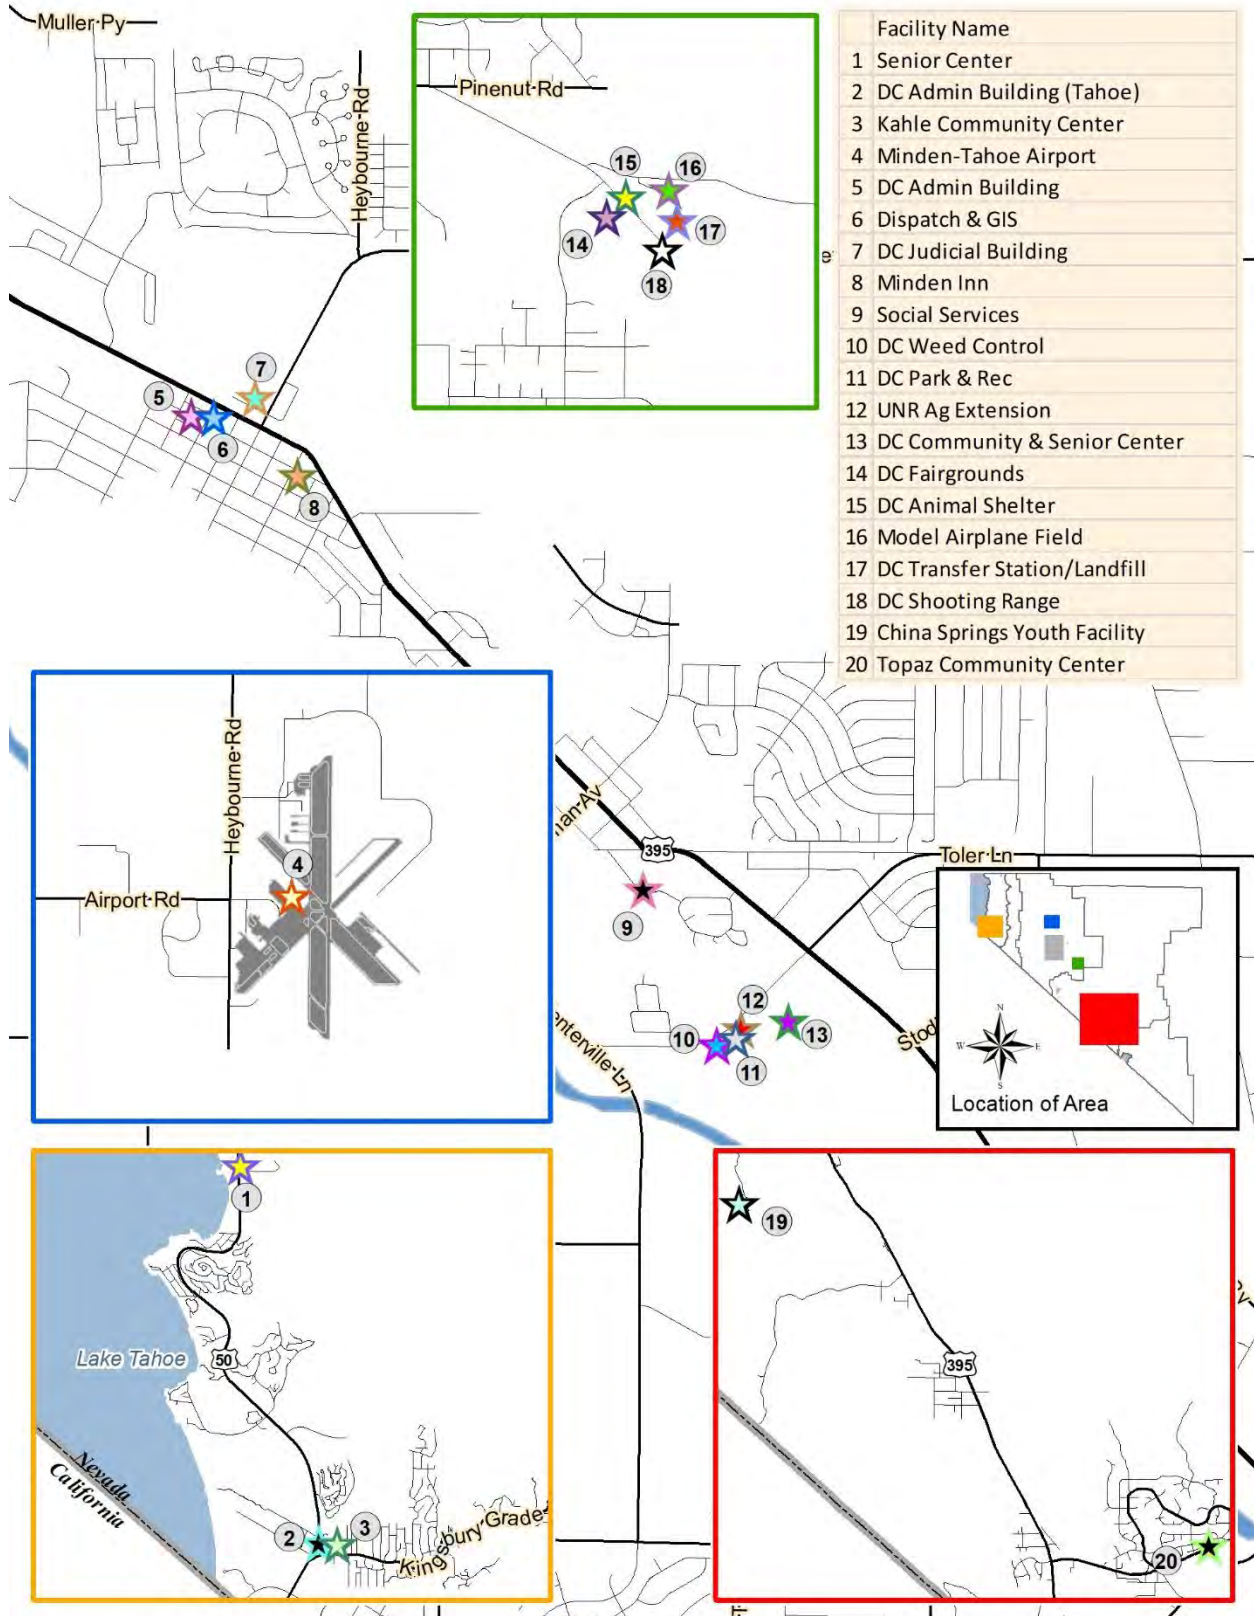 Muller Py
Heybourne Rd
5
6
7
8
Pinenut Rd
15
16
14
17
18
Facility Name
1 Senior Center
2 DC Admin Building (Tahoe)
3 Kahle Community Center
4 Minden-Tahoe Airport
5 DC Admin Building
6 Dispatch & GIS
7 DC Judicial Building
8 Minden Inn
9 Social Services
10 DC Weed Control
11 DC Park & Rec
12 UNR Ag Extension
13 DC Community & Senior Center
14 DC Fairgrounds
15 DC Animal Shelter
16 Model Airplane Field
17 DC Transfer Station/Landfill
18 DC Shooting Range
19 China Springs Youth Facility
20 Topaz Community Center
Heybourne Rd
4
Airport Rd
man Av
395
Toler Ln
9
12
10
13
11
enterville Ln
Stod
N
W E
S
Location of Area
1
Lake Tahoe
50
Nevada
California
2
3
Kingsbury Grade
19
395
20